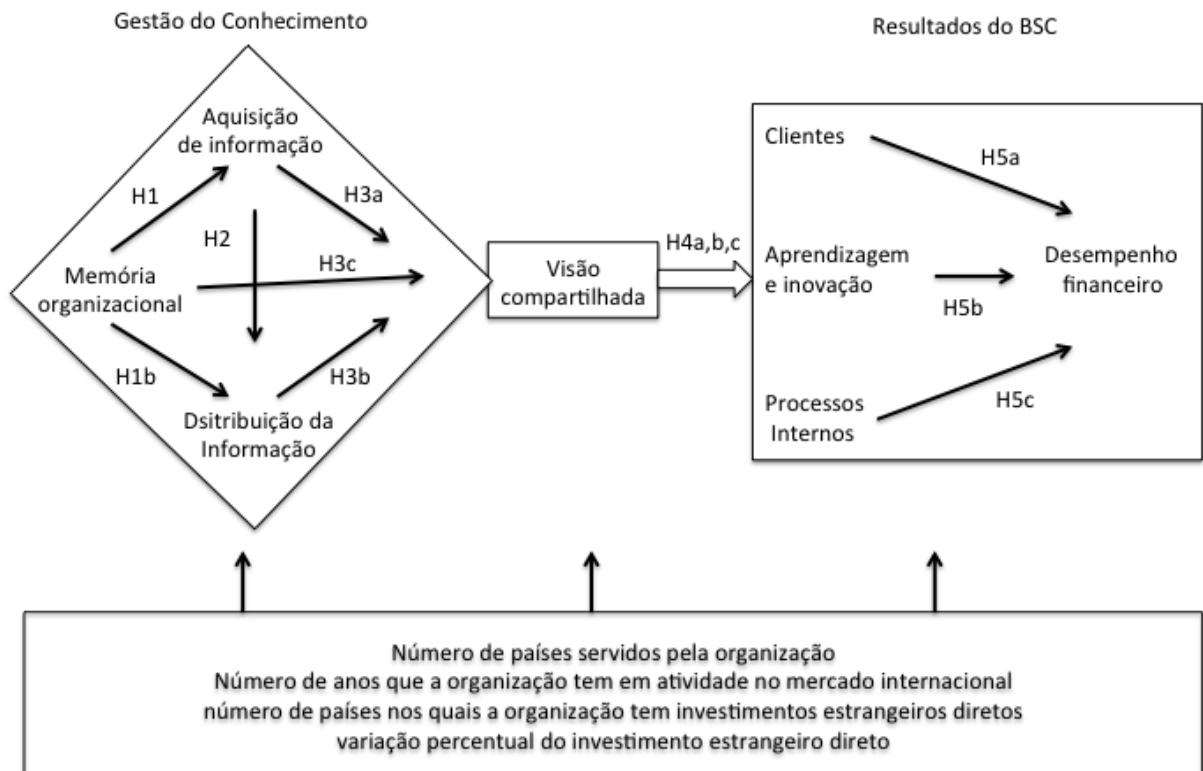 Gestão do Conhecimento
Resultados do BSC
Aquisição
de informação
H1
H3a
H2
H3c
Memória
organizacional
H1b
H3b
Dsitribuição da
Informação
Visão
compartilhada
H4a,b,c
Clientes
H5a
Aprendizagem
e inovação
H5b
Desempenho
financeiro
Processos
Internos
H5c
Número de países servidos pela organização
Número de anos que a organização tem em atividade no mercado internacional
número de países nos quais a organização tem investimentos estrangeiros diretos
variação percentual do investimento estrangeiro direto